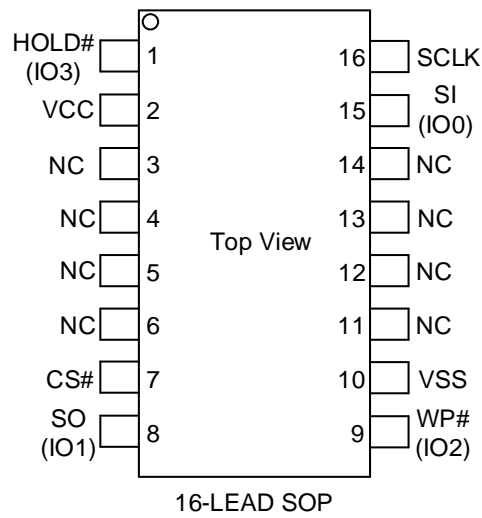 HOLD#
(IO3)
1
16
SCLK
VCC
2
15
SI
(IO0)
NC
3
14
NC
NC
4
13
NC
Top View
NC
5
12
NC
NC
6
11
NC
CS#
7
10
VSS
SO
(IO1)
8
9
WP#
(IO2)
16-LEAD SOP